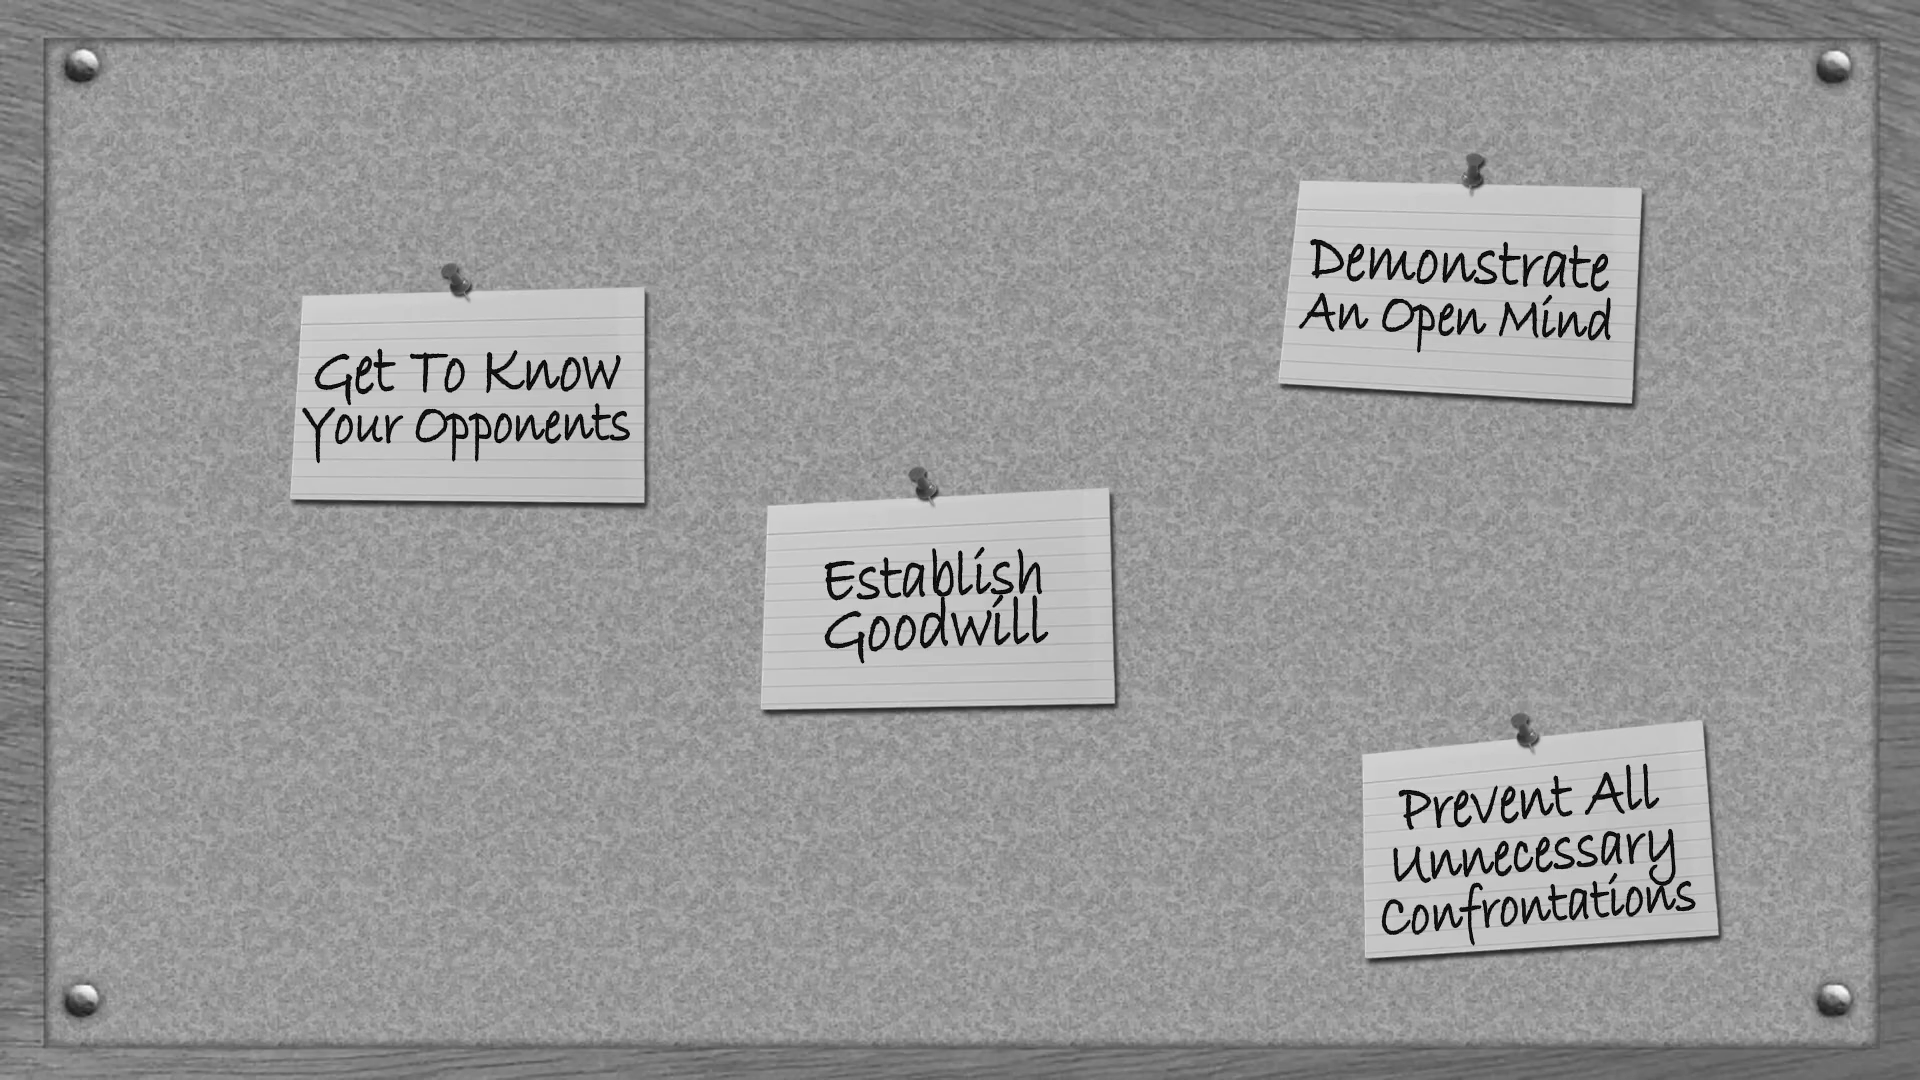 Get To Know
Your Opponents
Demonstrate
An Open Mind
Establish
Goodwill
Prevent All
Unnecessary
Confrontations